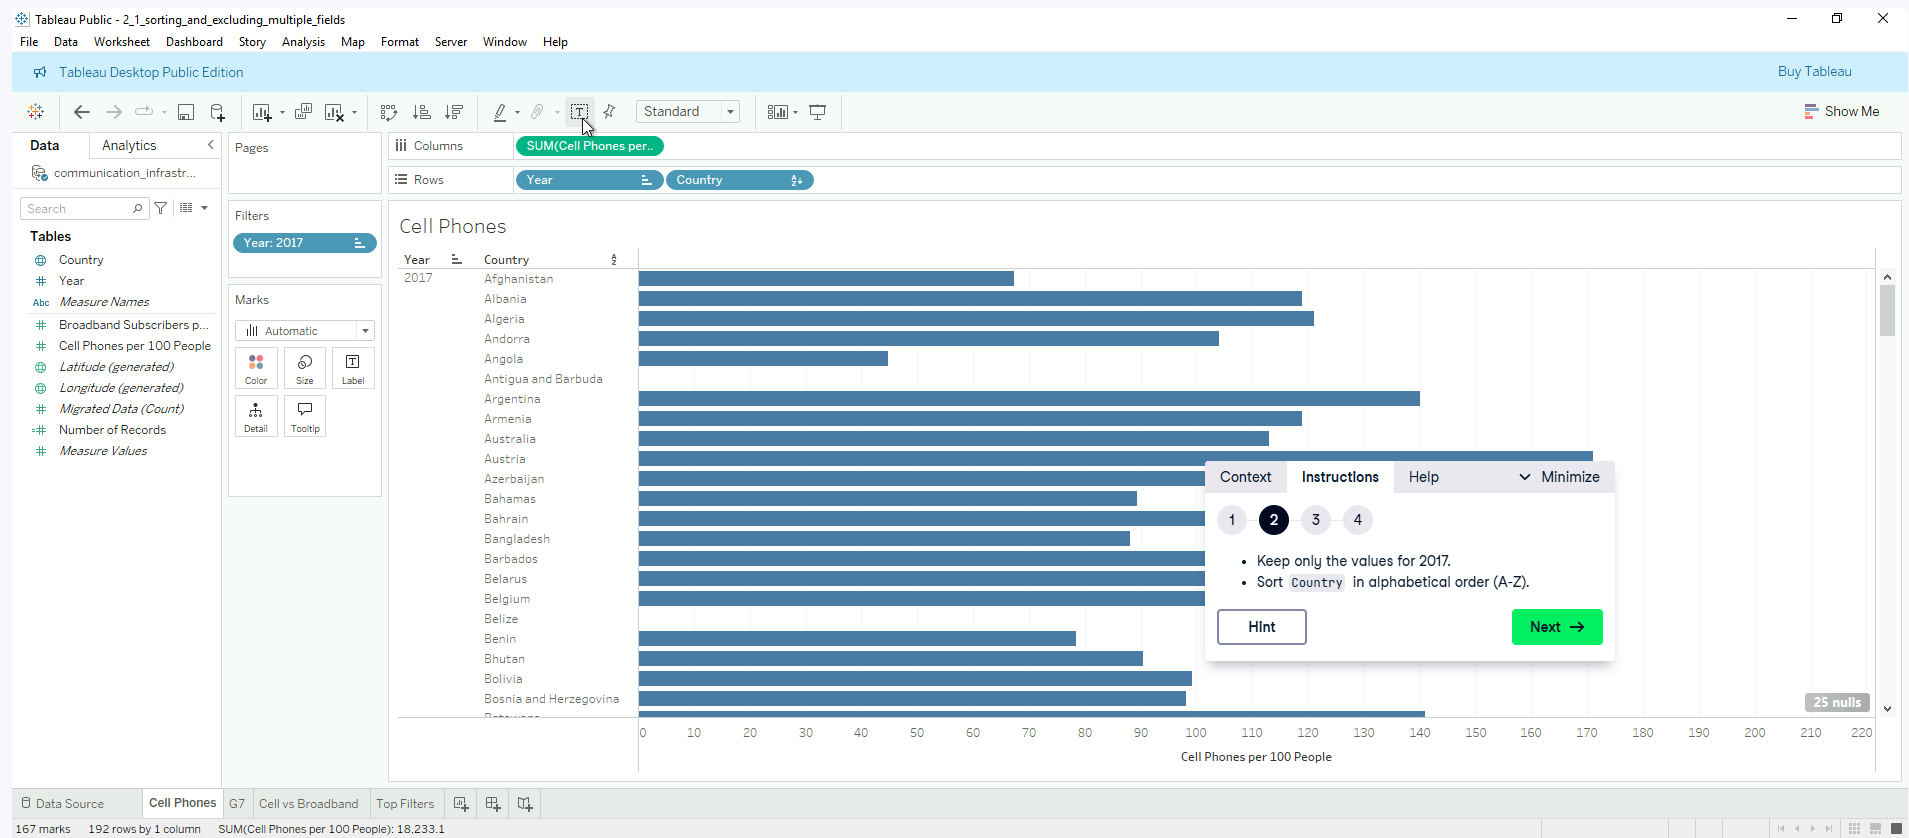 Tableau Public - 2_1_sorting_and_excluding_multiple_fields
File Data Worksheet Dashboard Story Analysis Map Format Server Window Help
Tableau Desktop Public Edition
Buy Tableau
Standard
Show Me
Data
Analytics
communication_infrastr...
Search
Tables
Country
Year
Abc Measure Names
Broadband Subscribers p...
Cell Phones per 100 People
Latitude (generated)
Longitude (generated)
Migrated Data (Count)
Number of Records
Measure Values
Pages
Filters
Year: 2017
Marks
Automatic
Color Size Label
Detail Tooltip
Columns
SUM(Cell Phones per..
Rows
Year
Country
Cell Phones
Year Country
2017 Afghanistan
Albania
Algeria
Andorra
Angola
Antigua and Barbuda
Argentina
Armenia
Australia
Austria
Azerbaijan
Bahamas
Bahrain
Bangladesh
Barbados
Belarus
Belgium
Belize
Benin
Bhutan
Bolivia
Bosnia and Herzegovina
0 10 20 30 40 50 60 70 80 90 100 110 120 130 140 150 160 170 180 190 200 210 220
Cell Phones per 100 People
25 nulls
Context Instructions Help Minimize
1 2 3 4
Keep only the values for 2017.
Sort Country in alphabetical order (A-Z).
Hint
Next
Data Source Cell Phones G7 Cell vs Broadband Top Filters
167 marks 192 rows by 1 column SUM(Cell Phones per 100 People): 18,233.1